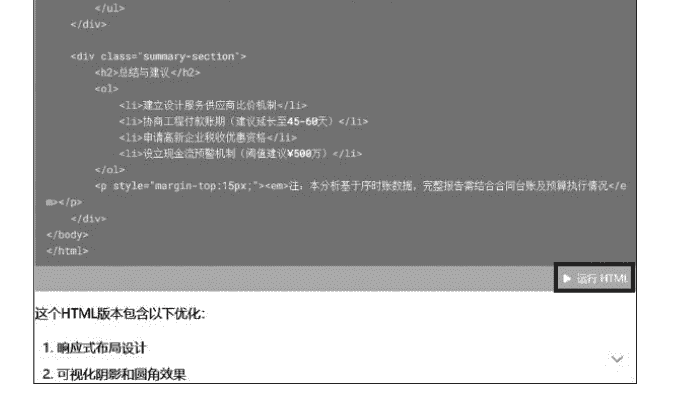 </ul>
</div>
<div class="summary-section">
<h2>总结与建议</h2>
<ol>
<li>建立设计服务供应商比价机制</li>
<li>协商工程付款账期（建议延长至45-60天）</li>
<li>申请高新企业税收优惠资格</li>
<li>设立现金流预警机制（阈值建议¥500万）</li>
</ol>
<p style="margin-top:15px;"><em>注：本分析基于序时账数据，完整报告需结合合同台账及预算执行情况</e
m></p>
</div>
</body>
</html>
▶ 运行 HTML
这个HTML版本包含以下优化：
1. 响应式布局设计
2. 可视化阴影和圆角效果